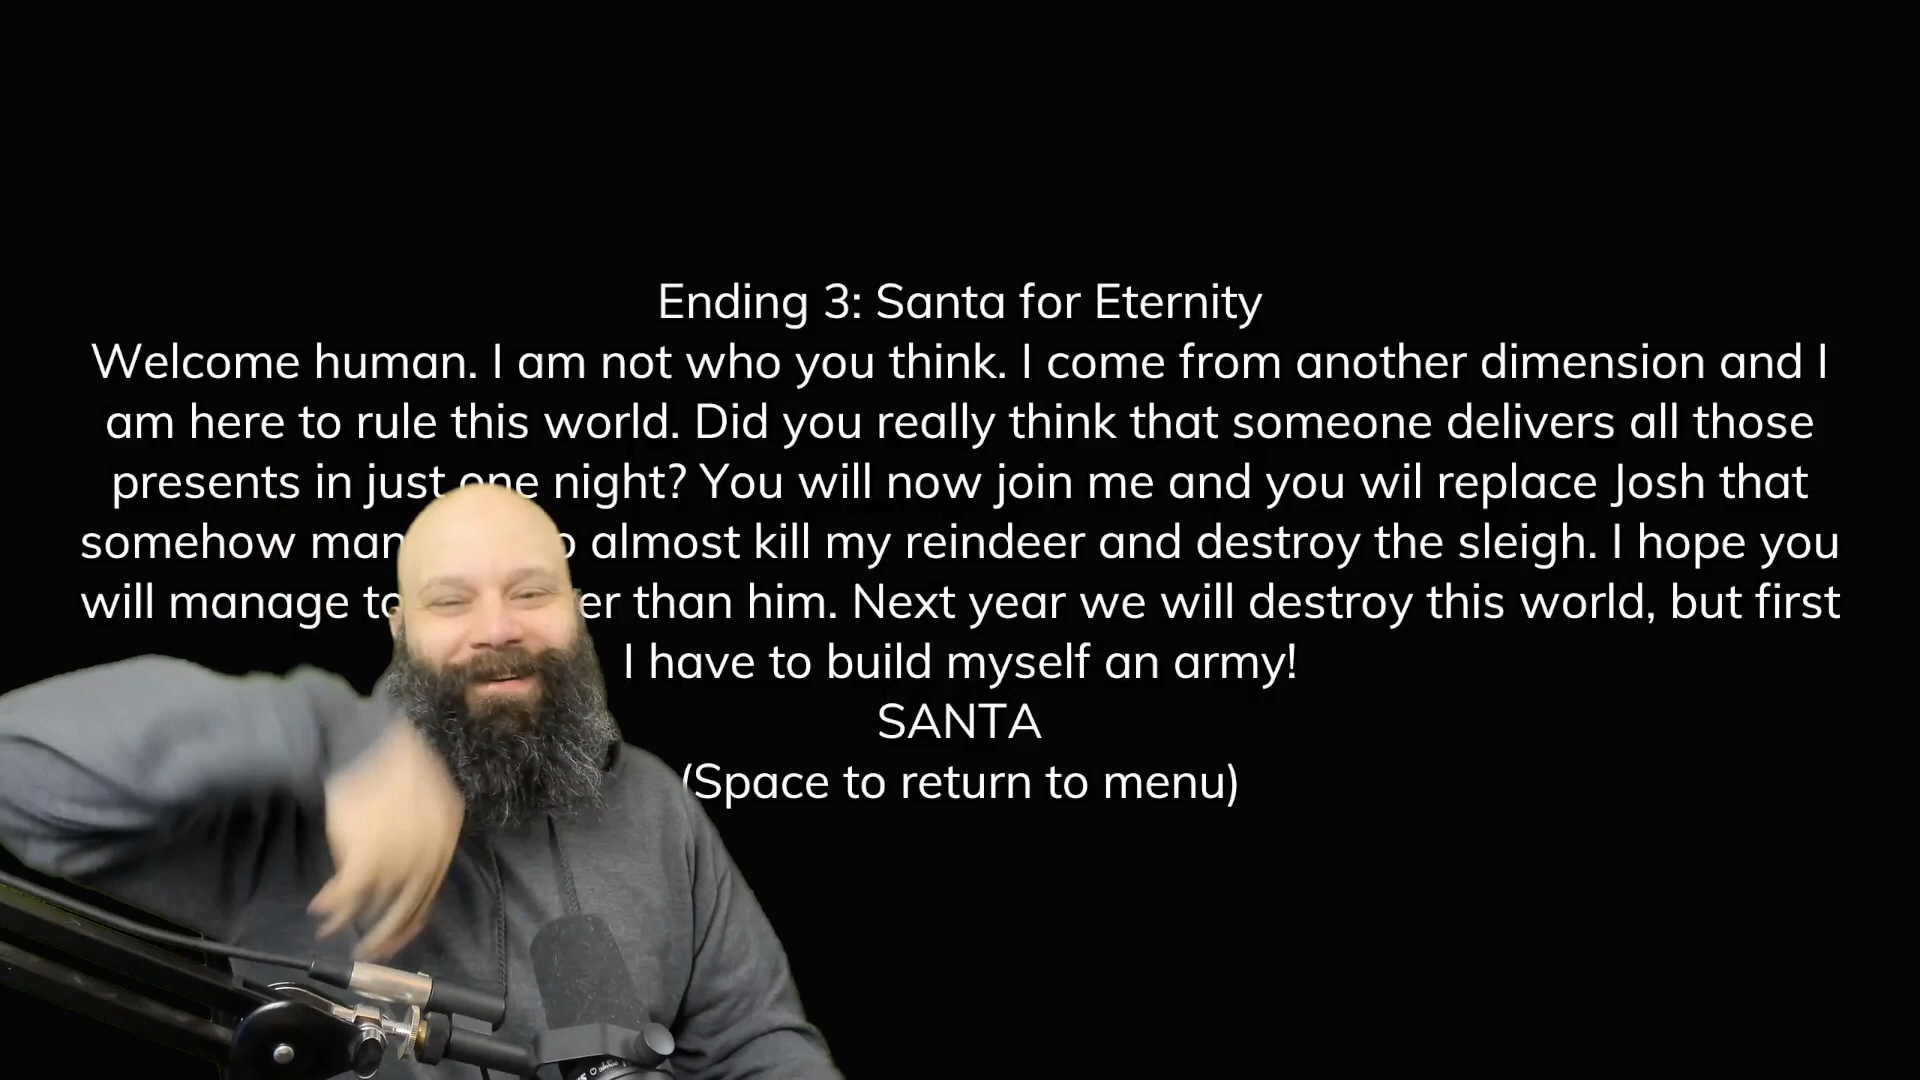 Ending 3: Santa for Eternity
Welcome human. I am not who you think. I come from another dimension and I
am here to rule this world. Did you really think that someone delivers all those
presents in just one night? You will now join me and you wil replace Josh that
somehow almost kill my reindeer and destroy the sleigh. I hope you
will manage than him. Next year we will destroy this world, but first
I have to build myself an army!
SANTA
(Space to return to menu)